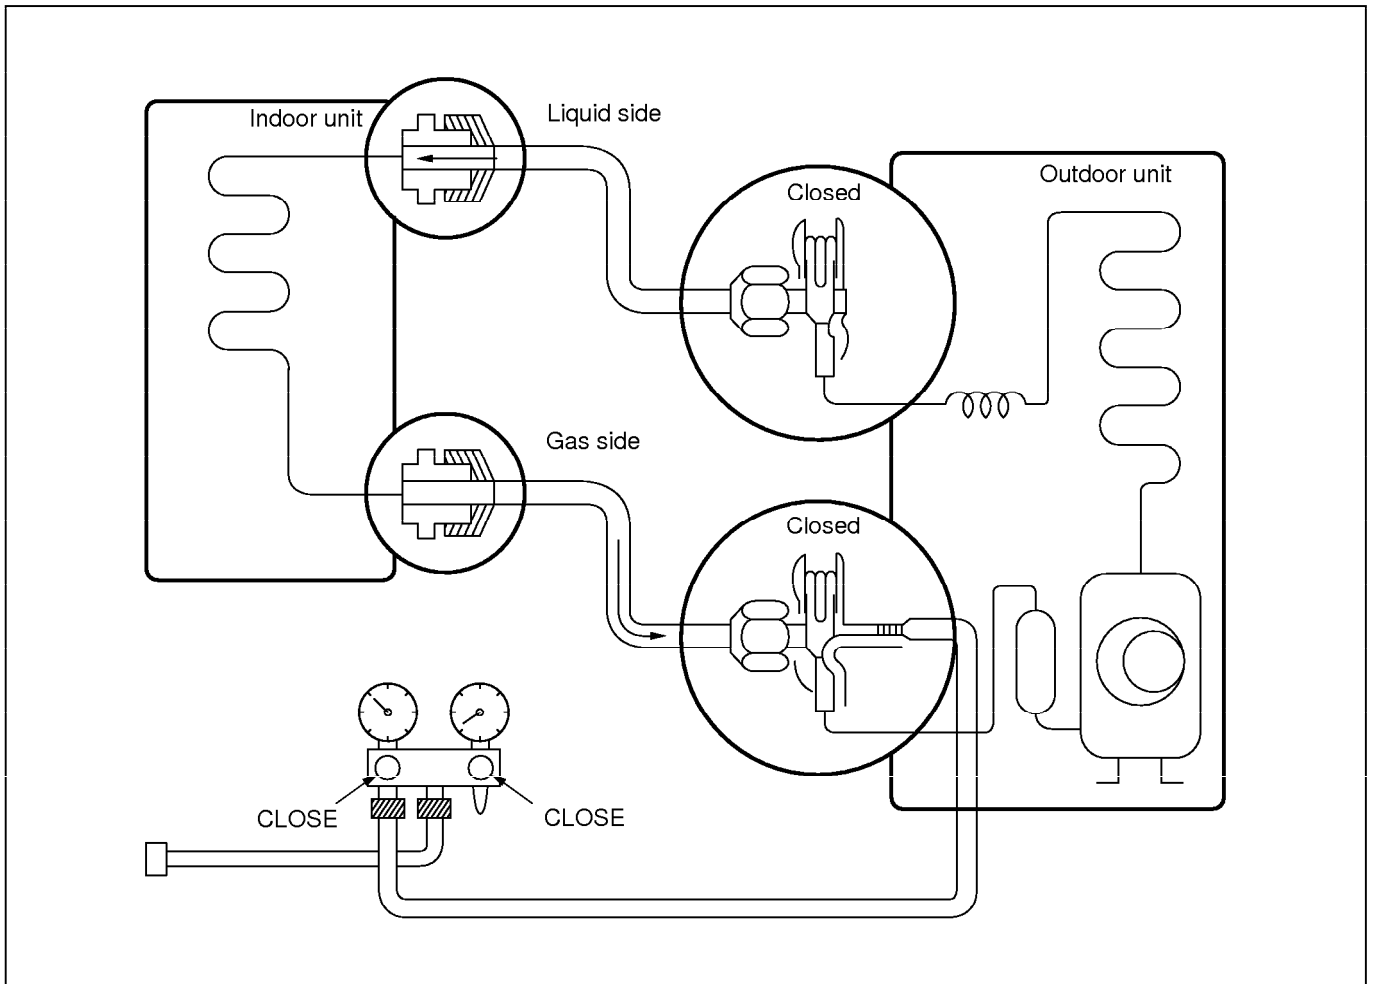 Indoor unit
Liquid side
Outdoor unit
Closed
Gas side
Closed
CLOSE
CLOSE